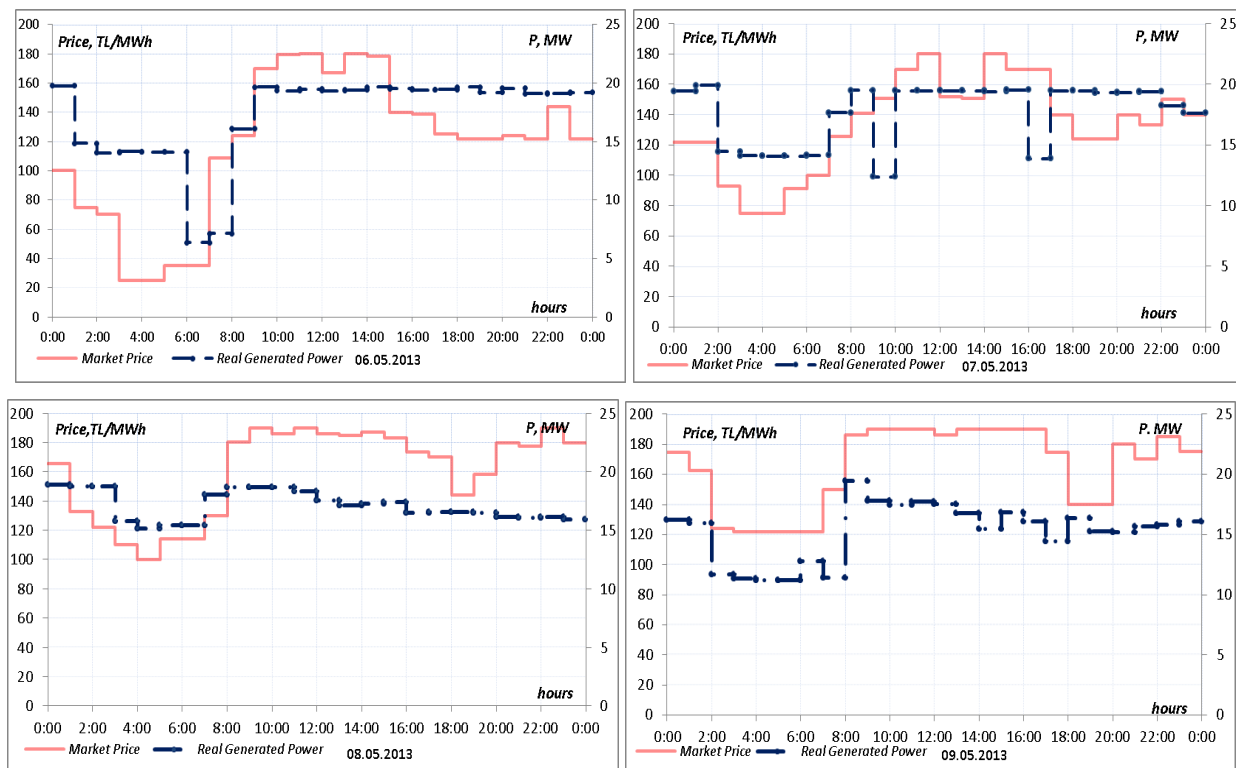 Price, TL/MWh P, MW
200 180 160 140 120 100 80 60 40 20 0
25 20 15 10 5 0
hours
0:00 2:00 4:00 6:00 8:00 10:00 12:00 14:00 16:00 18:00 20:00 22:00 0:00
Market Price Real Generated Power 06.05.2013
Price, TL/MWh P, MW
200 180 160 140 120 100 80 60 40 20 0
25 20 15 10 5 0
hours
0:00 2:00 4:00 6:00 8:00 10:00 12:00 14:00 16:00 18:00 20:00 22:00 0:00
Market Price Real Generated Power 07.05.2013
Price,TL/MWh P, MW
200 180 160 140 120 100 80 60 40 20 0
25 20 15 10 5 0
hours
0:00 2:00 4:00 6:00 8:00 10:00 12:00 14:00 16:00 18:00 20:00 22:00 0:00
Market Price Real Generated Power 08.05.2013
Price, TL/MWh P. MW
200 180 160 140 120 100 80 60 40 20 0
25 20 15 10 5 0
hours
0:00 2:00 4:00 6:00 8:00 10:00 12:00 14:00 16:00 18:00 20:00 22:00 0:00
Market Price Real Generated Power 09.05.2013